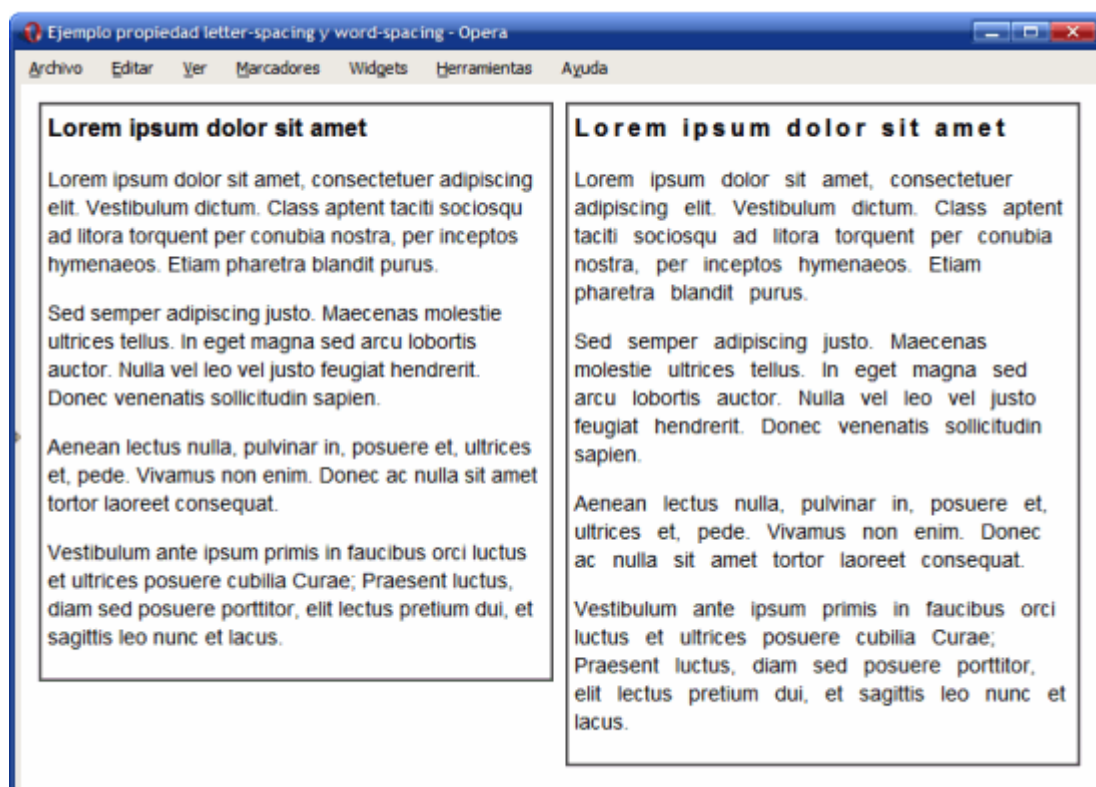 Ejemplo propiedad letter-spacing y word-spacing - Opera
Archivo Editar Ver Marcadores Widgets Herramientas Ayuda
Lorem ipsum dolor sit amet
Lorem ipsum dolor sit amet, consectetuer adipiscing
elit. Vestibulum dictum. Class aptent taciti sociosqu
ad litora torquent per conubia nostra, per inceptos
hymenaeos. Etiam pharetra blandit purus.
Sed semper adipiscing justo. Maecenas molestie
ultrices tellus. In eget magna sed arcu lobortis
auctor. Nulla vel leo vel justo feugiat hendrerit.
Donec venenatis sollicitudin sapien.
Aenean lectus nulla, pulvinar in, posuere et, ultrices
et, pede. Vivamus non enim. Donec ac nulla sit amet
tortor laoreet consequat.
Vestibulum ante ipsum primis in faucibus orci luctus
et ultrices posuere cubilia Curae; Praesent luctus,
diam sed posuere porttitor, elit lectus pretium dui, et
sagittis leo nunc et lacus.
Lorem ipsum dolor sit amet
Lorem ipsum dolor sit amet, consectetuer
adipiscing elit. Vestibulum dictum. Class aptent
taciti sociosqu ad litora torquent per conubia
nostra, per inceptos hymenaeos. Etiam
pharetra blandit purus.
Sed semper adipiscing justo. Maecenas
molestie ultrices tellus. In eget magna sed
arcu lobortis auctor. Nulla vel leo vel justo
feugiat hendrerit. Donec venenatis sollicitudin
sapien.
Aenean lectus nulla, pulvinar in, posuere et,
ultrices et, pede. Vivamus non enim. Donec
ac nulla sit amet tortor laoreet consequat.
Vestibulum ante ipsum primis in faucibus orci
luctus et ultrices posuere cubilia Curae;
Praesent luctus, diam sed posuere porttitor,
elit lectus pretium dui, et sagittis leo nunc et
lacus.